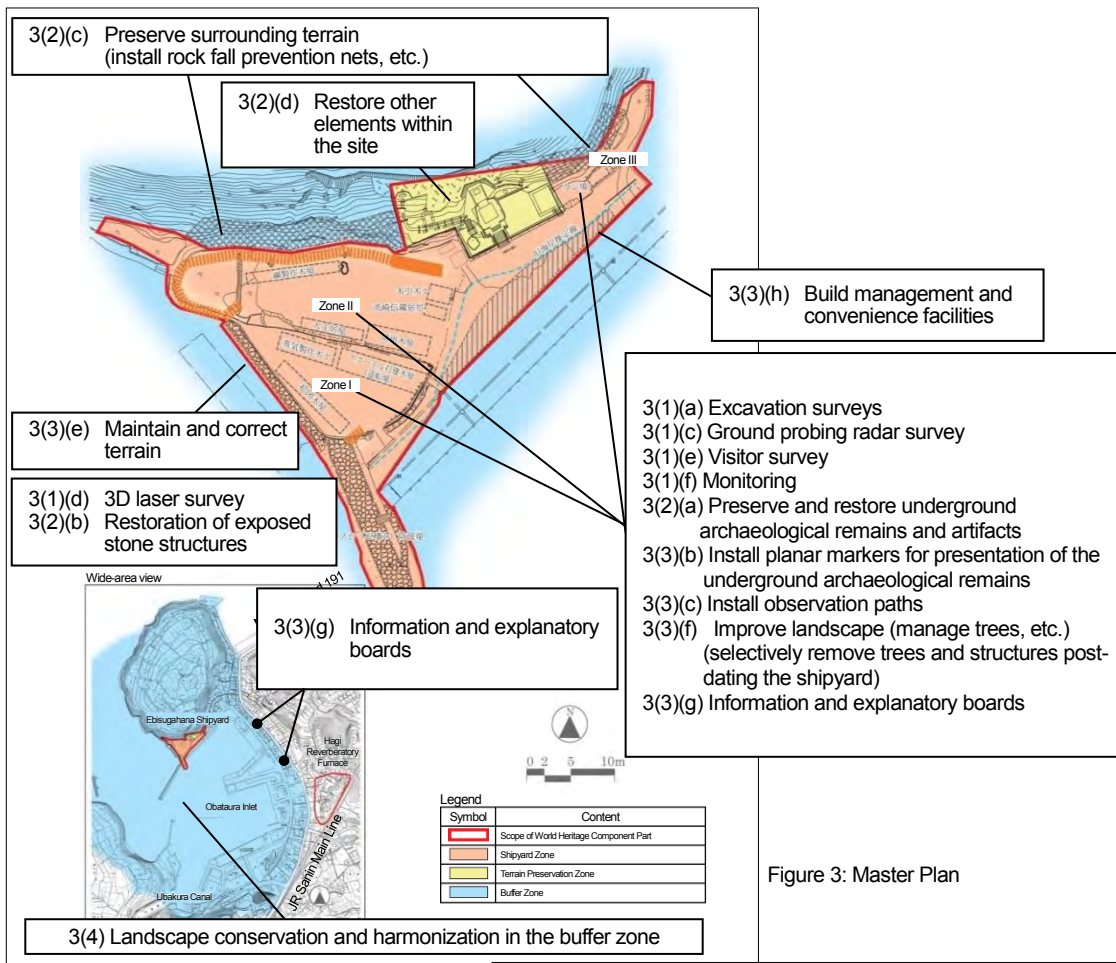 3(2)(c) Preserve surrounding terrain
(install rock fall prevention nets, etc.)
3(2)(d) Restore other
elements within
the site
Zone III
Zone II
Zone I
3(3)(h) Build management and
convenience facilities
3(3)(e) Maintain and correct
terrain
3(1)(d) 3D laser survey
3(2)(b) Restoration of exposed
stone structures
3(1)(a) Excavation surveys
3(1)(c) Ground probing radar survey
3(1)(e) Visitor survey
3(1)(f) Monitoring
3(2)(a) Preserve and restore underground
archaeological remains and artifacts
3(3)(b) Install planar markers for presentation of the
underground archaeological remains
3(3)(c) Install observation paths
3(3)(f) Improve landscape (manage trees, etc.)
(selectively remove trees and structures post-
dating the shipyard)
3(3)(g) Information and explanatory boards
Wide-area view
191
3(3)(g) Information and explanatory
boards
Ebisugahana Shipyard
Hagi
Reverberatory
Furnace
Obataura Inlet
JR Sanin Main Line
Ubakura Canal
0 2 5 10m
Legend
Symbol Content
Scope of World Heritage Component Part
Shipyard Zone
Terrain Preservation Zone
Buffer Zone
Figure 3: Master Plan
3(4) Landscape conservation and harmonization in the buffer zone